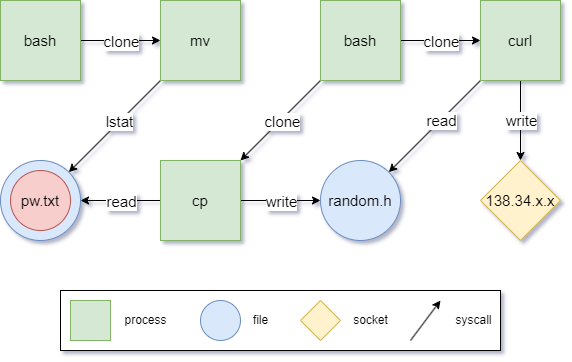 bash
clone
mv
bash
clone
curl
lstat
clone
read
write
pw.txt
read
cp
write
random.h
138.34.x.x
process
file
socket
syscall